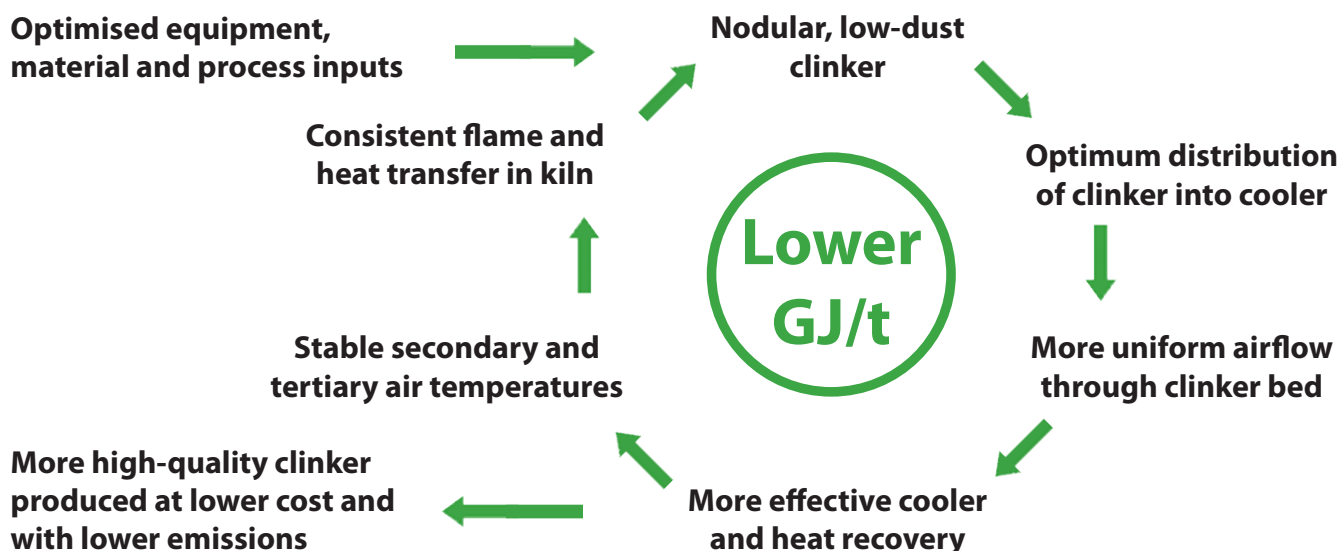 Optimised equipment,
material and process inputs
Nodular, low-dust
clinker
Consistent flame and
heat transfer in kiln
Optimum distribution
of clinker into cooler
Lower
GJ/t
Stable secondary and
tertiary air temperatures
More uniform airflow
through clinker bed
More high-quality clinker
produced at lower cost and
with lower emissions
More effective cooler
and heat recovery